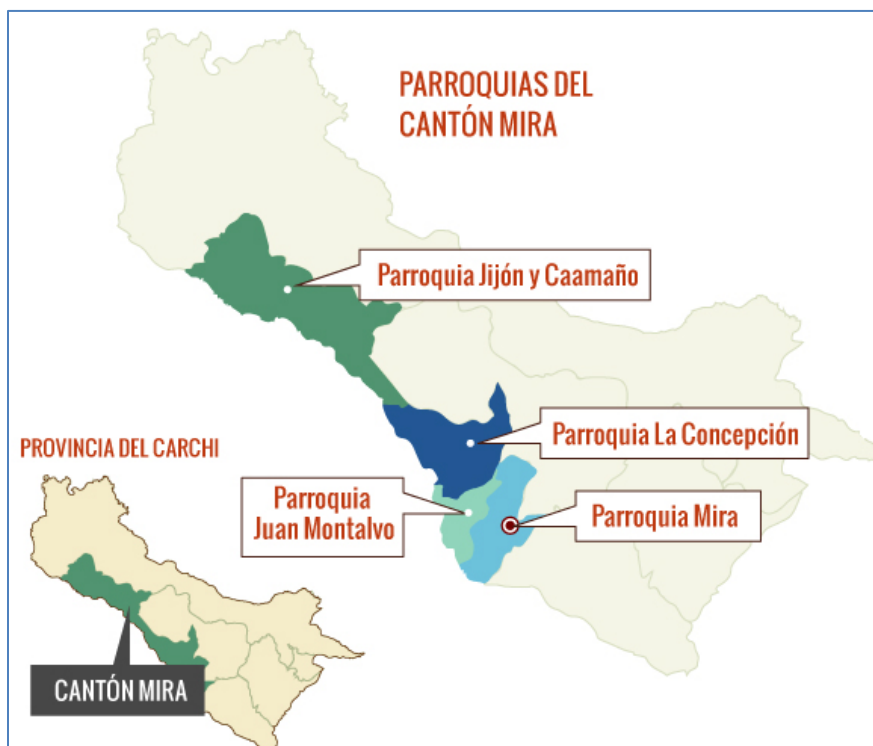 PARROQUIAS DEL
CANTÓN MIRA
Parroquia Jijón y Caamaño
Parroquia La Concepción
PROVINCIA DEL CARCHI
Parroquia
Juan Montalvo
Parroquia Mira
CANTÓN MIRA